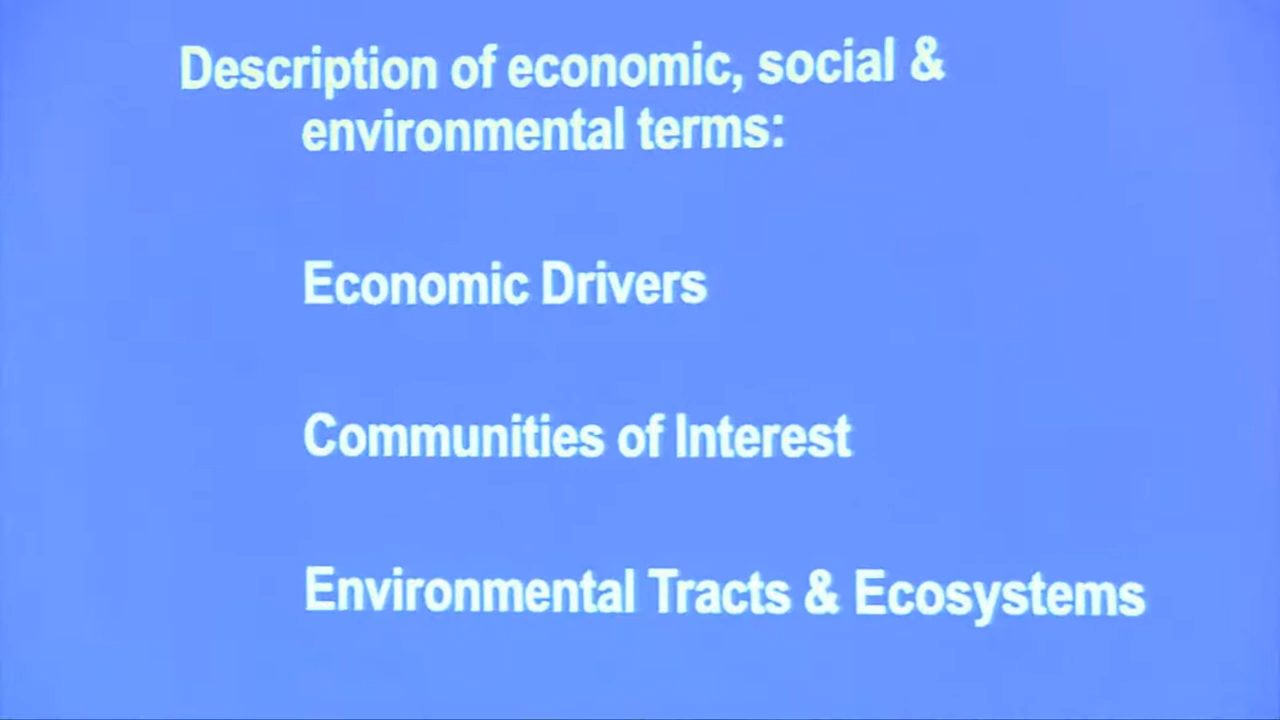 Description of economic, social &
environmental terms:
Economic Drivers
Communities of Interest
Environmental Tracts & Ecosystems